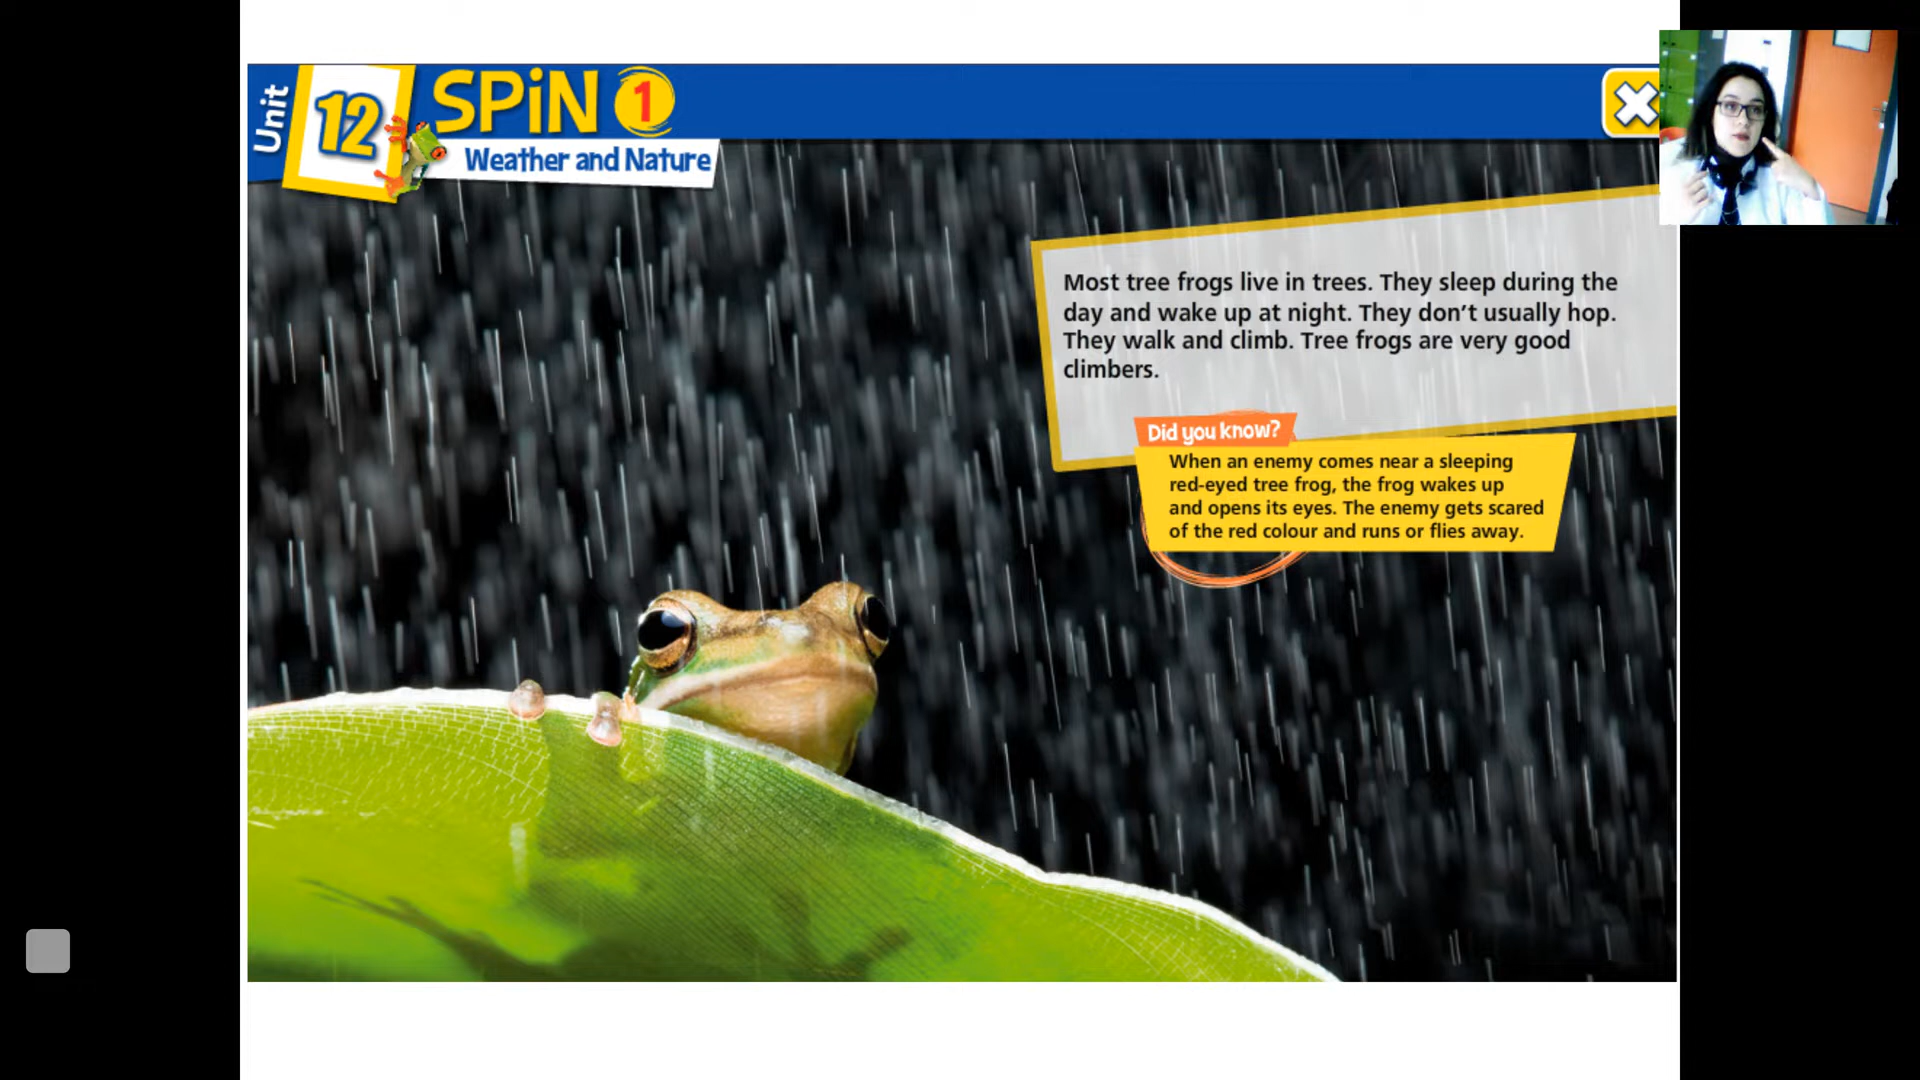 Unit
12
SPiN 1
Weather and Nature
Most tree frogs live in trees. They sleep during the
day and wake up at night. They don't usually hop.
They walk and climb. Tree frogs are very good
climbers.
Did you know?
When an enemy comes near a sleeping
red-eyed tree frog, the frog wakes up
and opens its eyes. The enemy gets scared
of the red colour and runs or flies away.